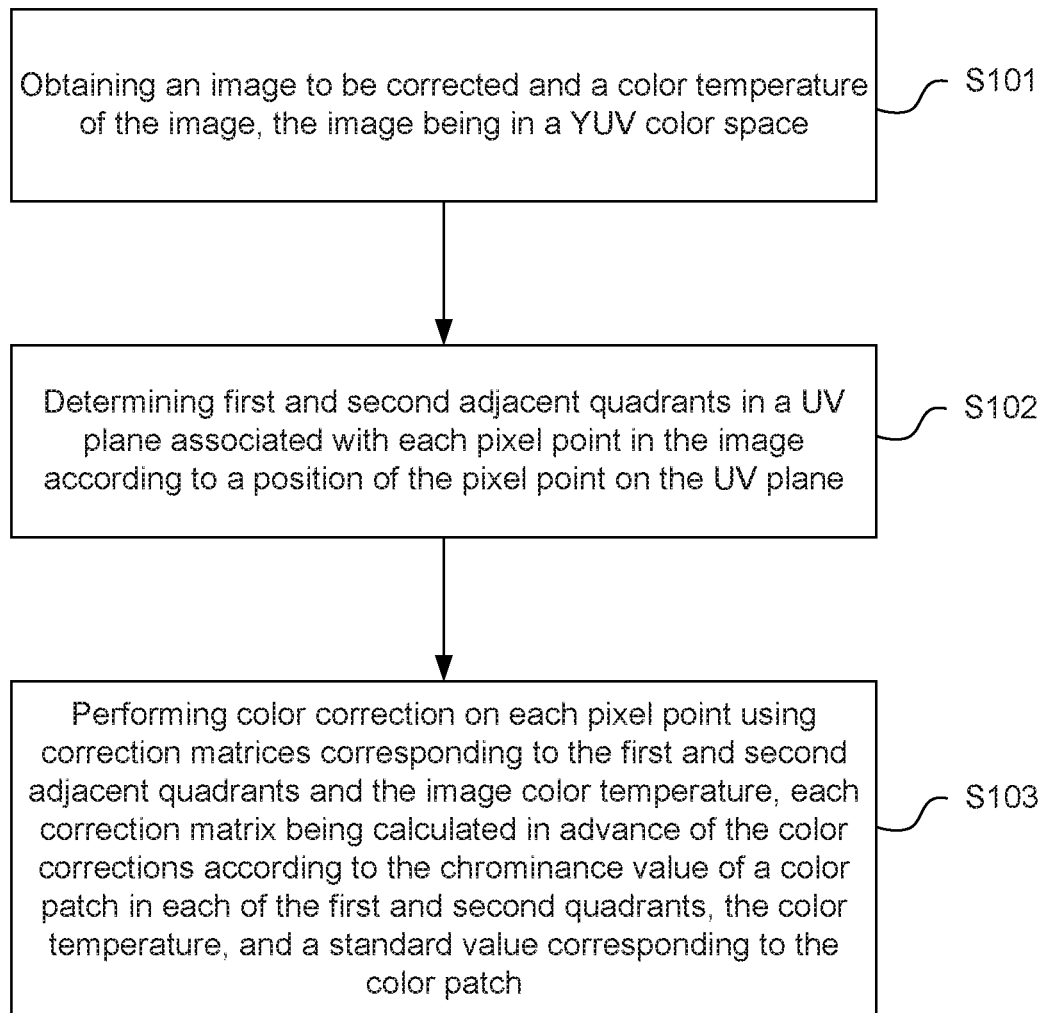 Obtaining an image to be corrected and a color temperature
of the image, the image being in a YUV color space
S101
Determining first and second adjacent quadrants in a UV
plane associated with each pixel point in the image
according to a position of the pixel point on the UV plane
S102
Performing color correction on each pixel point using
correction matrices corresponding to the first and second
adjacent quadrants and the image color temperature, each
correction matrix being calculated in advance of the color
corrections according to the chrominance value of a color
patch in each of the first and second quadrants, the color
temperature, and a standard value corresponding to the
color patch
S103